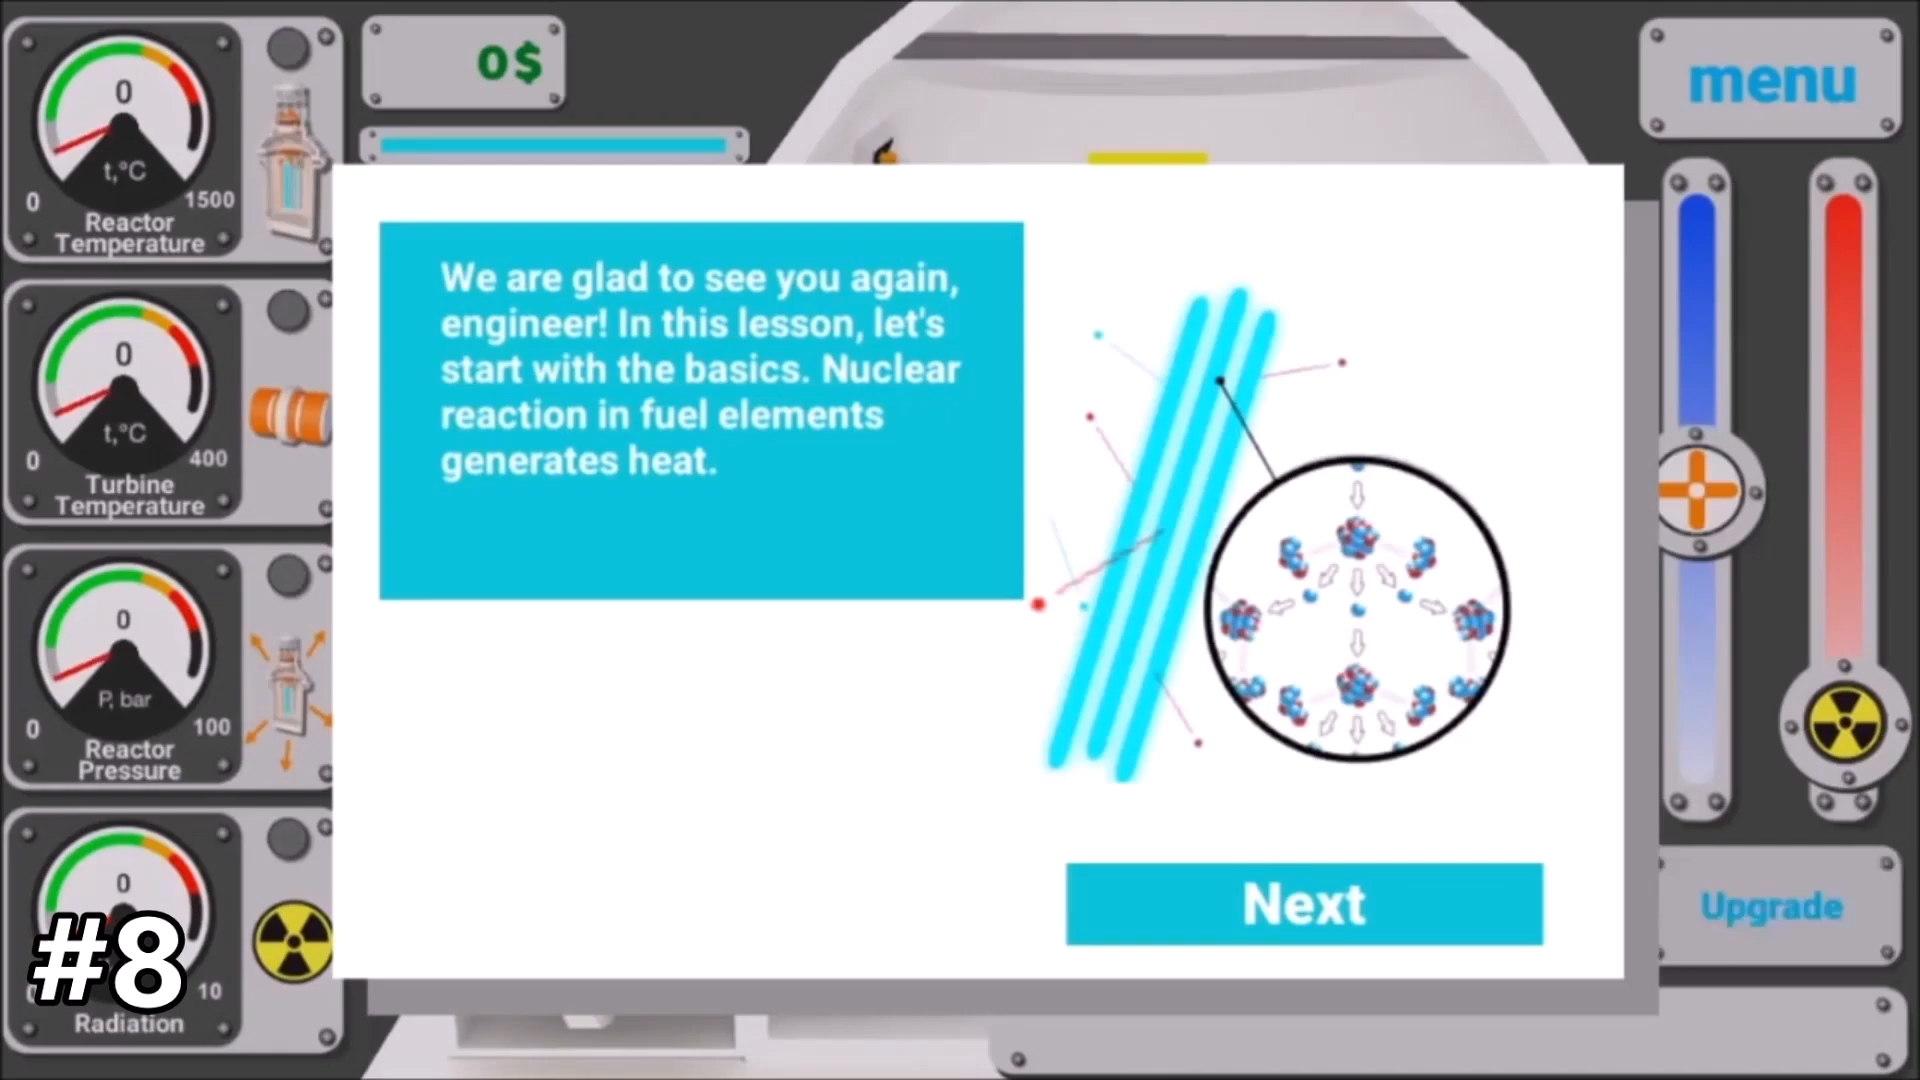 0
t,°C
0
1500
Reactor
Temperature
0
t,°C
0
400
Turbine
Temperature
0
P, bar
0
100
Reactor
Pressure
0
10
Radiation
#8
0$
menu
We are glad to see you again,
engineer! In this lesson, let's
start with the basics. Nuclear
reaction in fuel elements
generates heat.
Next
Upgrade